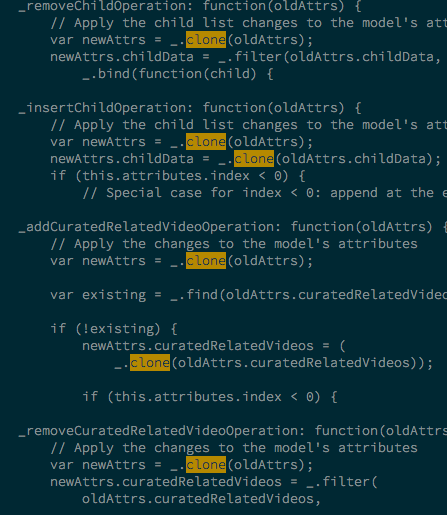 _removeChildOperation: function(oldAttrs) {
// Apply the child list changes to the model's
var newAttrs = _.clone(oldAttrs);
newAttrs.childData = _.filter(oldAttrs.childData,
_.bind(function(child) {
_insertChildOperation: function(oldAttrs) {
// Apply the child list changes to the model's
var newAttrs = _.clone(oldAttrs);
newAttrs.childData = _.clone(oldAttrs.childData);
if (this.attributes.index < 0) {
// Special case for index < 0: append at the
_addCuratedRelatedVideoOperation: function(oldAttrs) {
// Apply the changes to the model's attributes
var newAttrs = _.clone(oldAttrs);
var existing = _.find(oldAttrs.curatedRelatedVideo
if (!existing) {
newAttrs.curatedRelatedVideos = (
_.clone(oldAttrs.curatedRelatedVideos));
if (this.attributes.index < 0) {
_removeCuratedRelatedVideoOperation: function(oldAttrs
// Apply the changes to the model's attributes
var newAttrs = _.clone(oldAttrs);
newAttrs.curatedRelatedVideos = _.filter(
oldAttrs.curatedRelatedVideos,